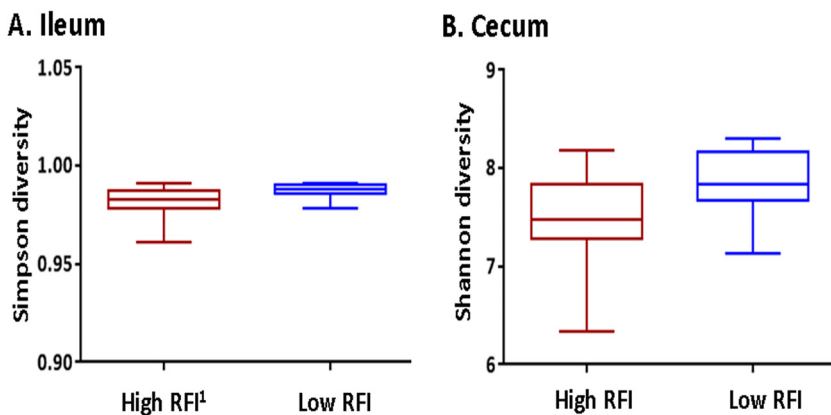 A. Ileum
Simpson diversity
1.05
1.00
0.95
0.90
High RFI¹
Low RFI
B. Cecum
Shannon diversity
9
8
7
6
High RFI
Low RFI